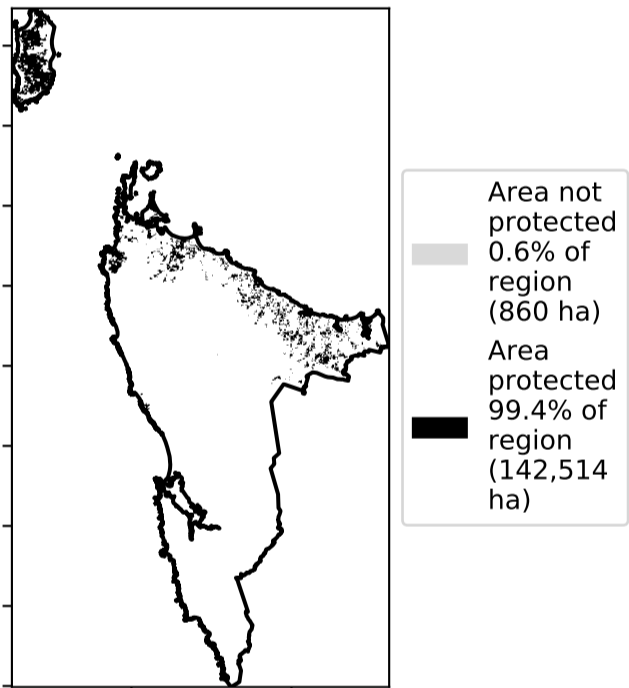 Area not
protected
0.6% of
region
(860 ha)
Area
protected
99.4% of
region
(142,514
ha)